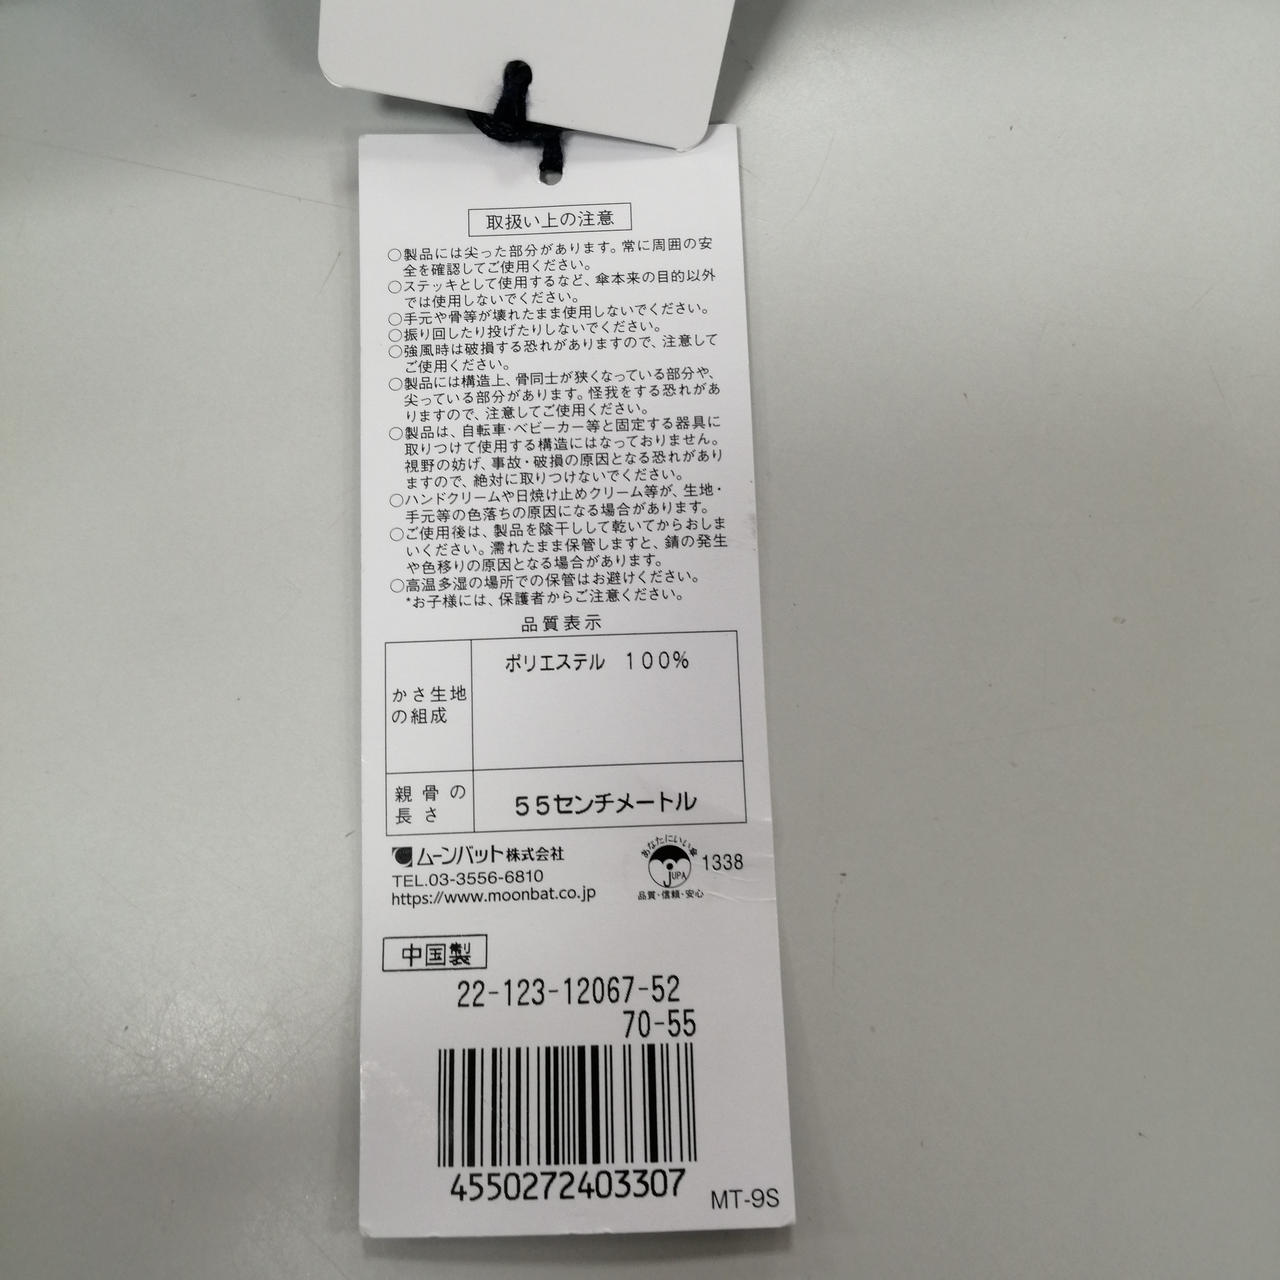 取扱い上の注意
○製品には尖った部分があります。常に周囲の安
全を確認してご使用ください。
○ステッキとして使用するなど、傘本来の目的以外
では使用しないでください。
○手元や骨等が壊れたまま使用しないでください。
○振り回したり投げたりしないでください。
○強風時は破損する恐れがありますので、注意して
ご使用ください。
○製品には構造上、骨同士が狭くなっている部分や、
尖っている部分があります。怪我をする恐れがあ
りますので、注意してご使用ください。
○製品は、自転車・ベビーカー等と固定する器具に
取りつけて使用する構造にはなっておりません。
視野の妨げ、事故・破損の原因となる恐れがあり
ますので、絶対に取りつけないでください。
○ハンドクリームや日焼け止めクリーム等が、生地・
手元等の色落ちの原因になる場合があります。
○ご使用後は、製品を陰干しして乾いてからおしま
いください。濡れたまま保管しますと、錆の発生
や色移りの原因となる場合があります。
○高温多湿の場所での保管はお避けください。
*お子様には、保護者からご注意ください。
品質表示
かさ生地
の組成
ポリエステル 100%
親骨の
長さ
55センチメートル
ムーンバット株式会社
TEL.03-3556-6810
https://www.moonbat.co.jp
あなたにいい傘
JUPA
品質・信頼・安心
1338
中国製
22-123-12067-52
70-55
4550272403307
MT-9S